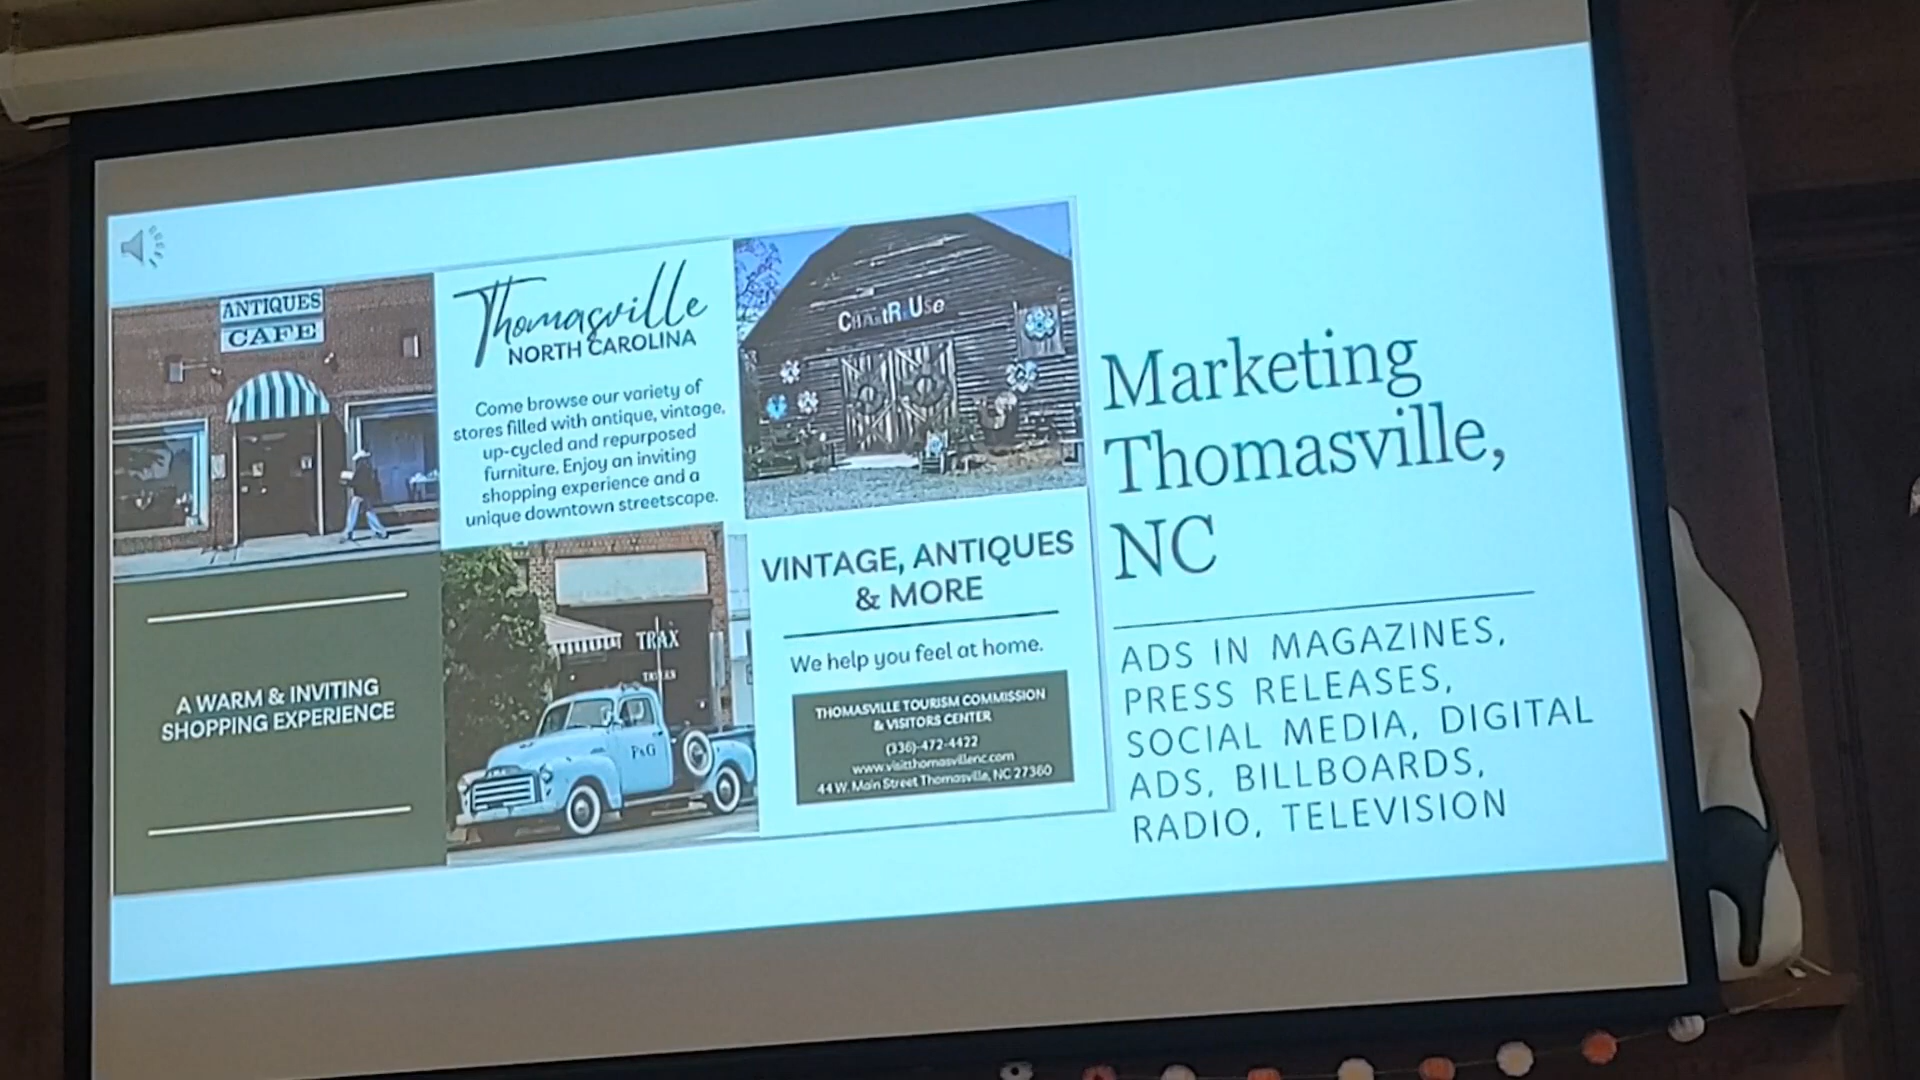 ANTIQUES
CAFE
Thomasville
NORTH CAROLINA
Come browse our variety of
stores filled with antique, vintage,
up-cycled and repurposed
furniture. Enjoy an inviting
shopping experience and a
unique downtown streetscape.
CHARTR.Use
A WARM & INVITING
SHOPPING EXPERIENCE
TRAX
P&G
VINTAGE, ANTIQUES
& MORE
We help you feel at home.
THOMASVILLE TOURISM COMMISSION
& VISITORS CENTER
(336)-472-4422
www.visitthomasvillenc.com
44 W. Main Street Thomasville, NC 27360
Marketing
Thomasville,
NC
ADS IN MAGAZINES,
PRESS RELEASES,
SOCIAL MEDIA, DIGITAL
ADS, BILLBOARDS,
RADIO, TELEVISION